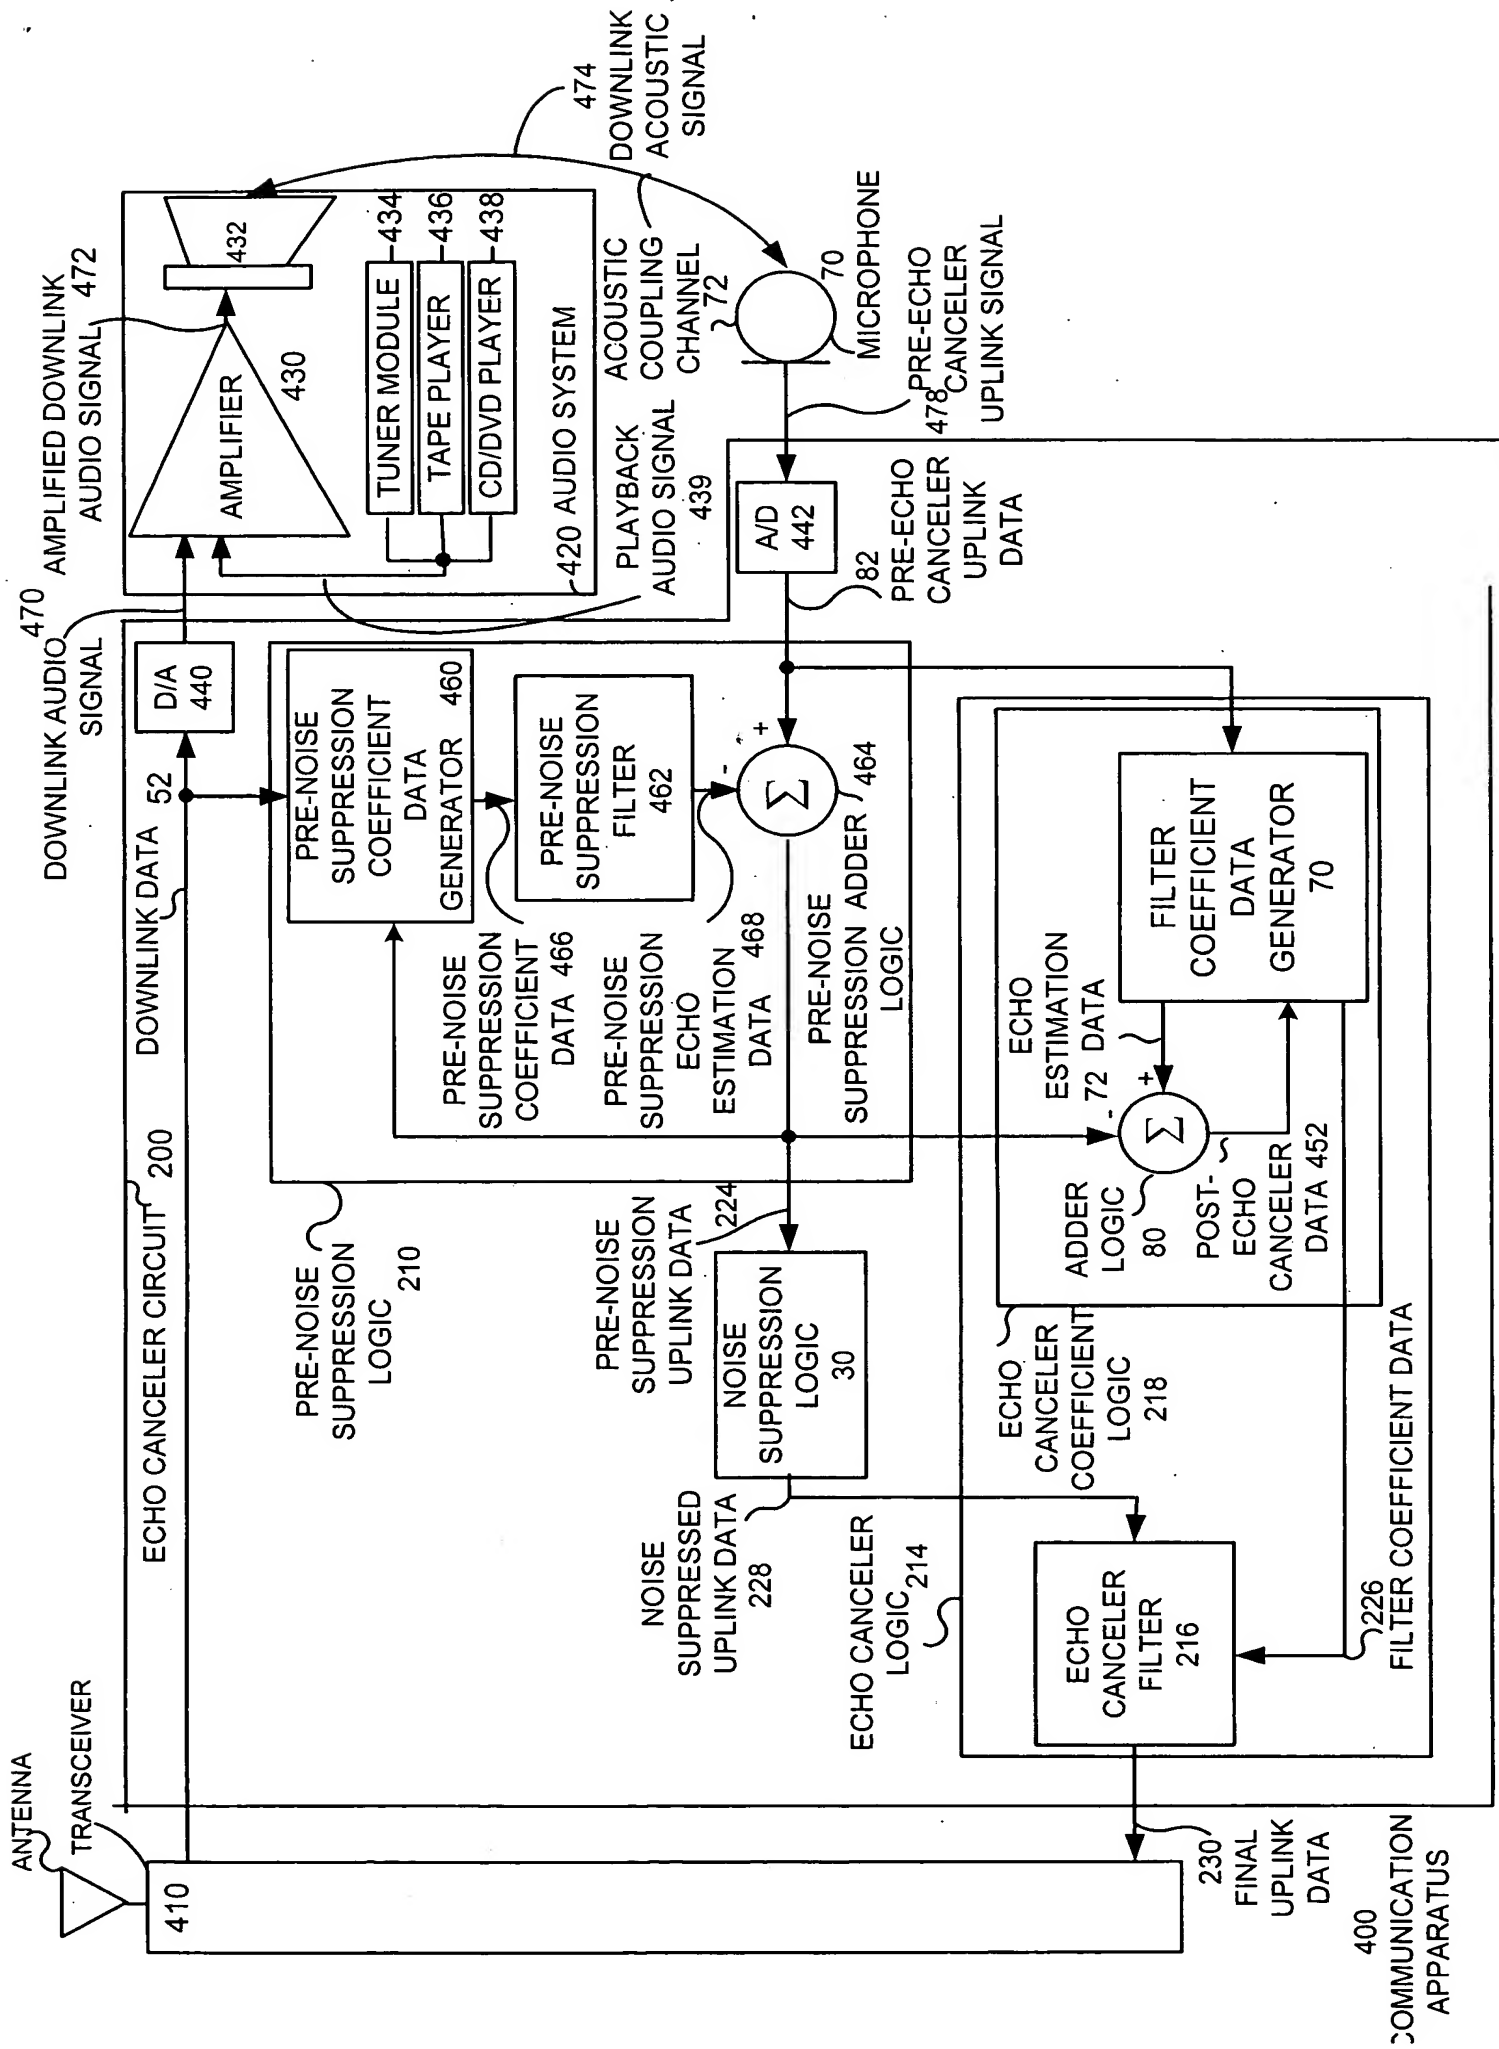 ANTENNA
TRANSCEIVER
410
ECHO CANCELER CIRCUIT 200
DOWNLINK DATA 52
DOWNLINK AUDIO 470
SIGNAL
D/A
440
AMPLIFIED DOWNLINK
AUDIO SIGNAL 472
AMPLIFIER
430
432
TUNER MODULE
434
TAPE PLAYER
436
CD/DVD PLAYER
438
420 AUDIO SYSTEM
PLAYBACK
AUDIO SIGNAL
439
474
DOWNLINK
ACOUSTIC
SIGNAL
ACOUSTIC
COUPLING
CHANNEL
72
70
MICROPHONE
478
PRE-ECHO
CANCELER
UPLINK SIGNAL
A/D
442
82
PRE-ECHO
CANCELER
UPLINK
DATA
PRE-NOISE
SUPPRESSION
LOGIC
210
PRE-NOISE
SUPPRESSION
COEFFICIENT
DATA
GENERATOR 460
PRE-NOISE
SUPPRESSION
FILTER
462
PRE-NOISE
SUPPRESSION
COEFFICIENT
DATA 466
PRE-NOISE
SUPPRESSION
ECHO
ESTIMATION 468
DATA
+
-
Σ
464
PRE-NOISE
SUPPRESSION ADDER
LOGIC
PRE-NOISE
SUPPRESSION
UPLINK DATA 224
NOISE
SUPPRESSION
LOGIC
30
NOISE
SUPPRESSED
UPLINK DATA
228
ECHO CANCELER
LOGIC 214
ECHO
CANCELER
FILTER
216
ECHO
CANCELER
COEFFICIENT
LOGIC
218
ECHO
ESTIMATION
72 DATA
+
-
Σ
ADDER
LOGIC
80
POST-
ECHO
CANCELER
DATA 452
FILTER
COEFFICIENT
DATA
GENERATOR
70
226
FILTER COEFFICIENT DATA
230
FINAL
UPLINK
DATA
400
COMMUNICATION
APPARATUS